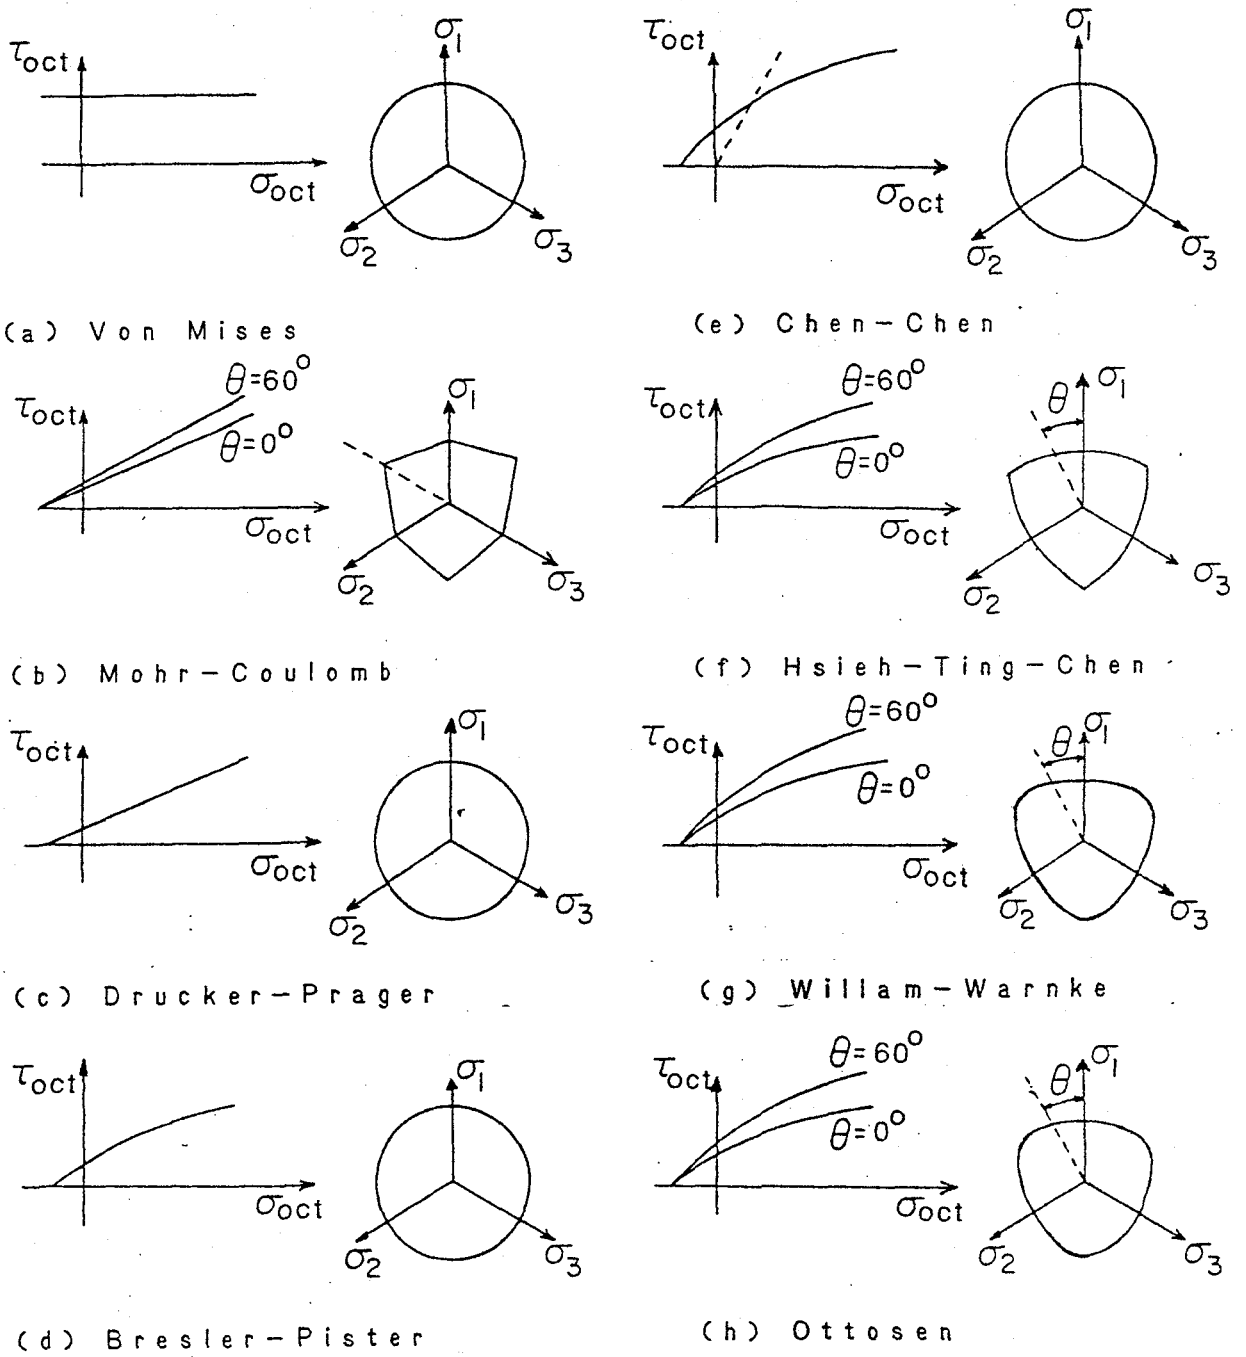 τoct
σoct
σ1
σ2
σ3
(a) Von Mises
τoct
σoct
σ1
σ2
σ3
(e) Chen-Chen
τoct
θ=60°
θ=0°
σoct
σ1
σ2
σ3
(b) Mohr-Coulomb
τoct
θ=60°
θ=0°
σoct
θ
σ1
σ2
σ3
(f) Hsieh-Ting-Chen
τoct
σoct
σ1
σ2
σ3
(c) Drucker-Prager
τoct
θ=60°
θ=0°
σoct
θ
σ1
σ2
σ3
(g) Willam-Warnke
τoct
σoct
σ1
σ2
σ3
(d) Bresler-Pister
τoct
θ=60°
θ=0°
σoct
θ
σ1
σ2
σ3
(h) Ottosen